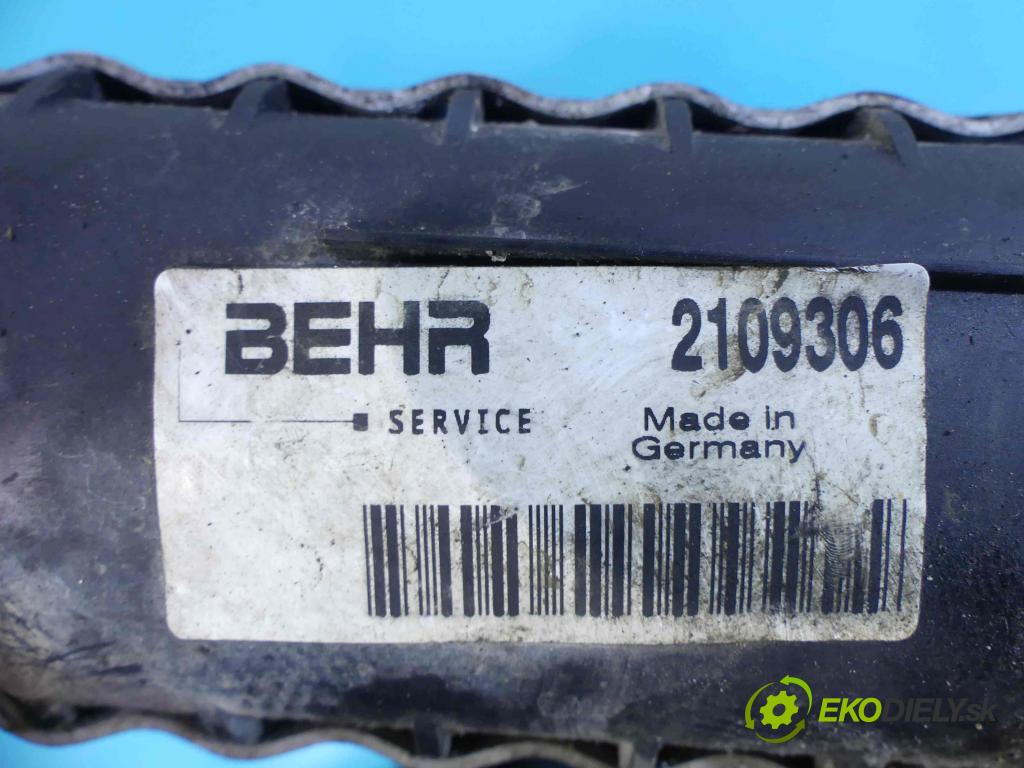 BEHR 2109306
SERVICE
Made in
Germany
EKODIELY.sk